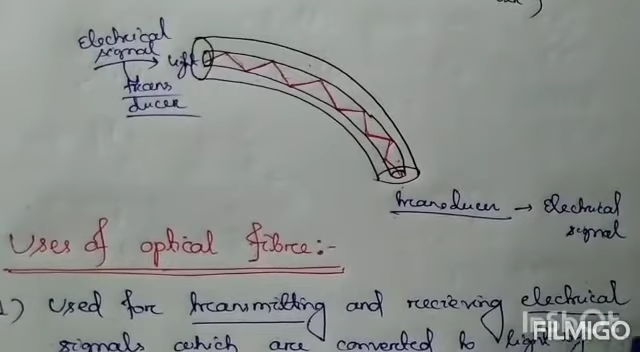 Electrical
signal
light
trans
ducer
transducer → Electrical
signal
Uses of optical fibre:-
1) Used for transmitting and recieving electrical
signals which are converted to light by
FILMIGO